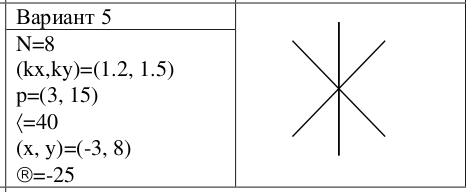 Вариант 5
N=8
(kx,ky)=(1.2, 1.5)
p=(3, 15)
⟨=40
(x, y)=(-3, 8)
®=-25